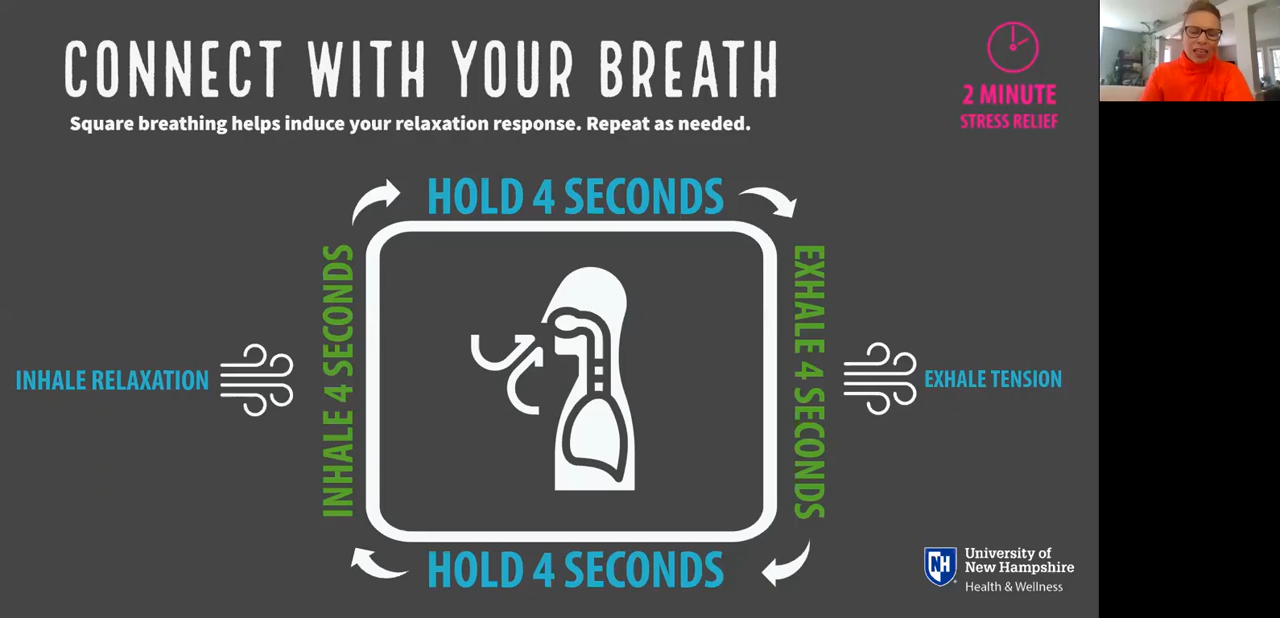 CONNECT WITH YOUR BREATH
Square breathing helps induce your relaxation response. Repeat as needed.
2 MINUTE
STRESS RELIEF
HOLD 4 SECONDS
INHALE 4 SECONDS
EXHALE 4 SECONDS
INHALE RELAXATION
EXHALE TENSION
HOLD 4 SECONDS
NH
University of
New Hampshire
Health & Wellness